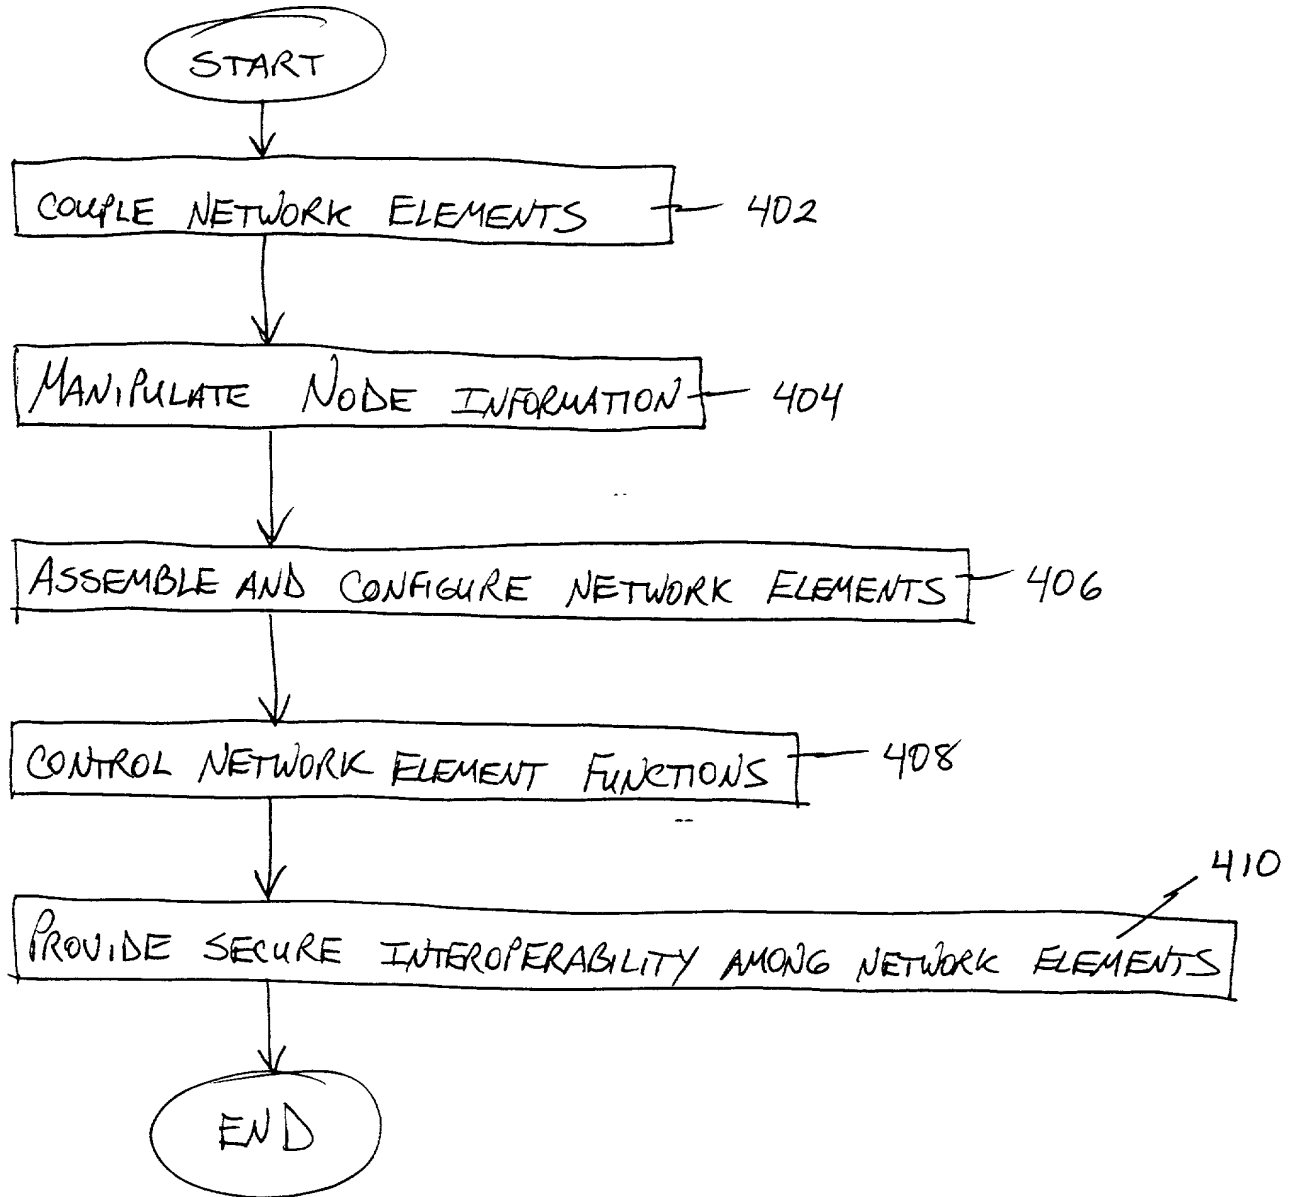 START
COUPLE NETWORK ELEMENTS 402
MANIPULATE NODE INFORMATION 404
ASSEMBLE AND CONFIGURE NETWORK ELEMENTS 406
CONTROL NETWORK ELEMENT FUNCTIONS 408
410
PROVIDE SECURE INTEROPERABILITY AMONG NETWORK ELEMENTS
END